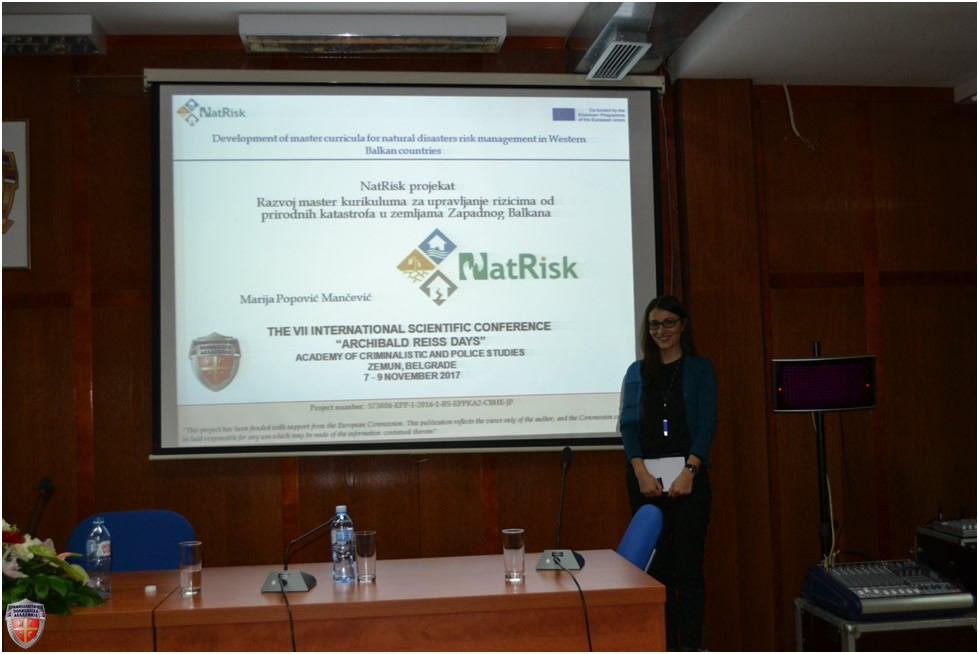 NatRisk
Co-funded by the
Erasmus+ Programme
of the European Union
Development of master curricula for natural disasters risk management in Western
Balkan countries
NatRisk projekat
Razvoj master kurikuluma za upravljanje rizicima od
prirodnih katastrofa u zemljama Zapadnog Balkana
NatRisk
Marija Popović Mančević
THE VII INTERNATIONAL SCIENTIFIC CONFERENCE
"ARCHIBALD REISS DAYS"
ACADEMY OF CRIMINALISTIC AND POLICE STUDIES
ZEMUN, BELGRADE
7 – 9 NOVEMBER 2017
Project number: 573806-EPP-1-2016-1-RS-EPPKA2-CBHE-JP
"This project has been funded with support from the European Commission. This publication reflects the views only of the author, and the Commission
be held responsible for any use which may be made of the information contained therein"
КРИМИНАЛИСТИЧКО
ПОЛИЦИЈСКА
АКАДЕМИЈА